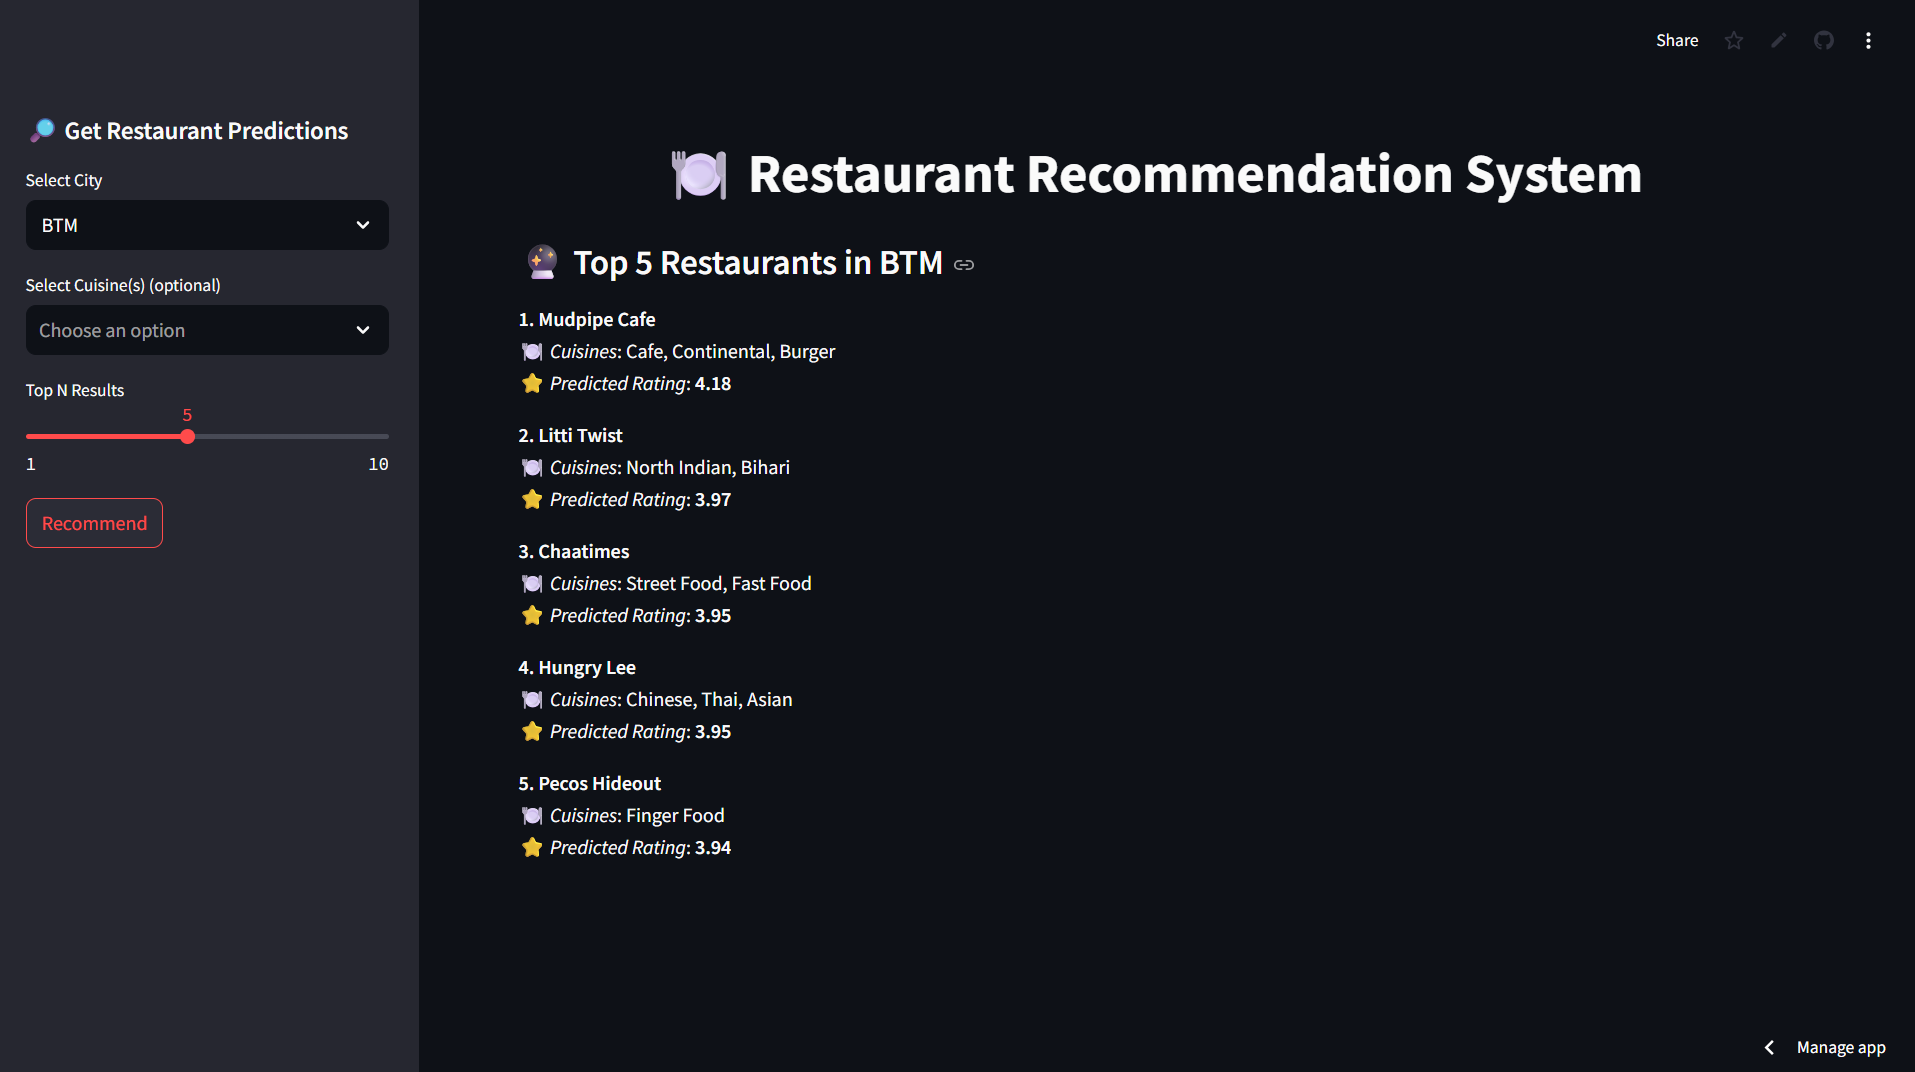 Share
🔎 Get Restaurant Predictions
Select City
BTM
Select Cuisine(s) (optional)
Choose an option
Top N Results
5
1 10
Recommend
🍽️ Restaurant Recommendation System
🔮 Top 5 Restaurants in BTM
1. Mudpipe Cafe
🍽️ Cuisines: Cafe, Continental, Burger
⭐ Predicted Rating: 4.18
2. Litti Twist
🍽️ Cuisines: North Indian, Bihari
⭐ Predicted Rating: 3.97
3. Chaatimes
🍽️ Cuisines: Street Food, Fast Food
⭐ Predicted Rating: 3.95
4. Hungry Lee
🍽️ Cuisines: Chinese, Thai, Asian
⭐ Predicted Rating: 3.95
5. Pecos Hideout
🍽️ Cuisines: Finger Food
⭐ Predicted Rating: 3.94
Manage app